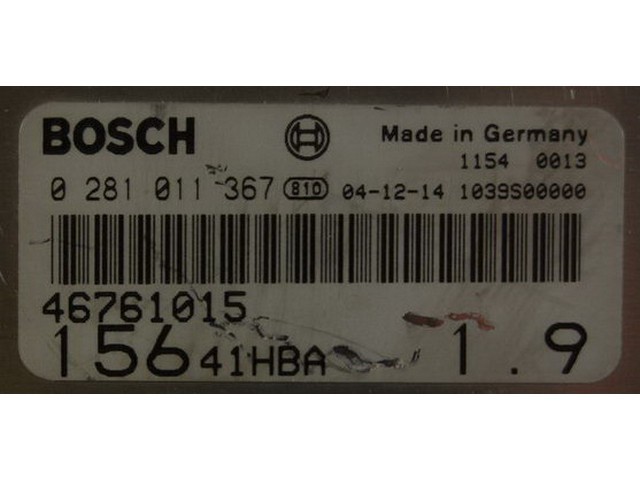 BOSCH Made in Germany
1154 0013
0 281 011 367 810 04-12-14 1039S00000
46761015
156 41HBA 1.9